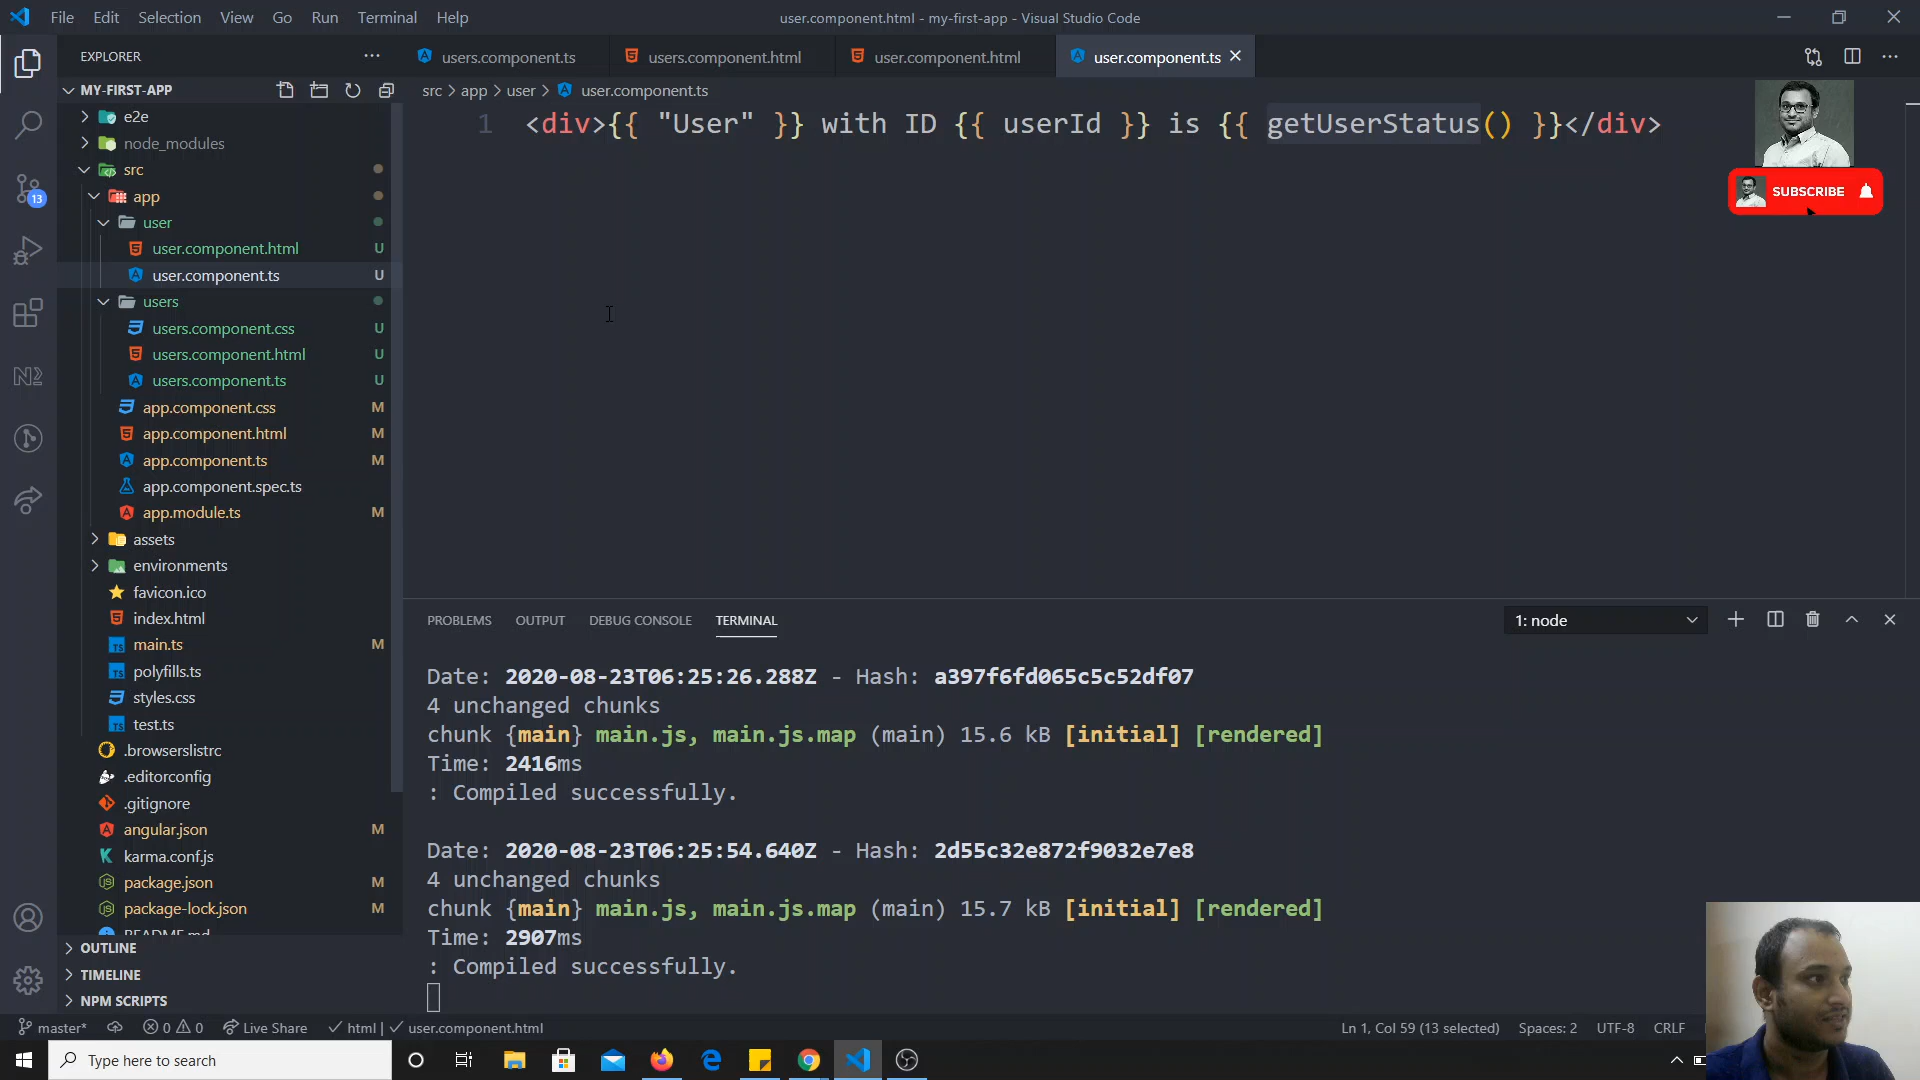 File Edit Selection View Go Run Terminal Help
user.component.html - my-first-app - Visual Studio Code
EXPLORER
users.component.ts
users.component.html
user.component.html
user.component.ts
MY-FIRST-APP
src > app > user > user.component.ts
1 <div>{{ "User" }} with ID {{ userId }} is {{ getUserStatus() }}</div>
SUBSCRIBE
e2e
node_modules
src
app
user
user.component.html U
user.component.ts U
users
users.component.css U
users.component.html U
users.component.ts U
app.component.css M
app.component.html M
app.component.ts M
app.component.spec.ts
app.module.ts M
assets
environments
favicon.ico
index.html
main.ts M
polyfills.ts
styles.css
test.ts
.browserslistrc
.editorconfig
.gitignore
angular.json M
karma.conf.js
package.json M
package-lock.json M
README.md
OUTLINE
TIMELINE
NPM SCRIPTS
13
PROBLEMS OUTPUT DEBUG CONSOLE TERMINAL
1: node
Date: 2020-08-23T06:25:26.288Z - Hash: a397f6fd065c5c52df07
4 unchanged chunks
chunk {main} main.js, main.js.map (main) 15.6 kB [initial] [rendered]
Time: 2416ms
: Compiled successfully.
Date: 2020-08-23T06:25:54.640Z - Hash: 2d55c32e872f9032e7e8
4 unchanged chunks
chunk {main} main.js, main.js.map (main) 15.7 kB [initial] [rendered]
Time: 2907ms
: Compiled successfully.
master* 0 0 Live Share html | user.component.html
Ln 1, Col 59 (13 selected) Spaces: 2 UTF-8 CRLF
Type here to search